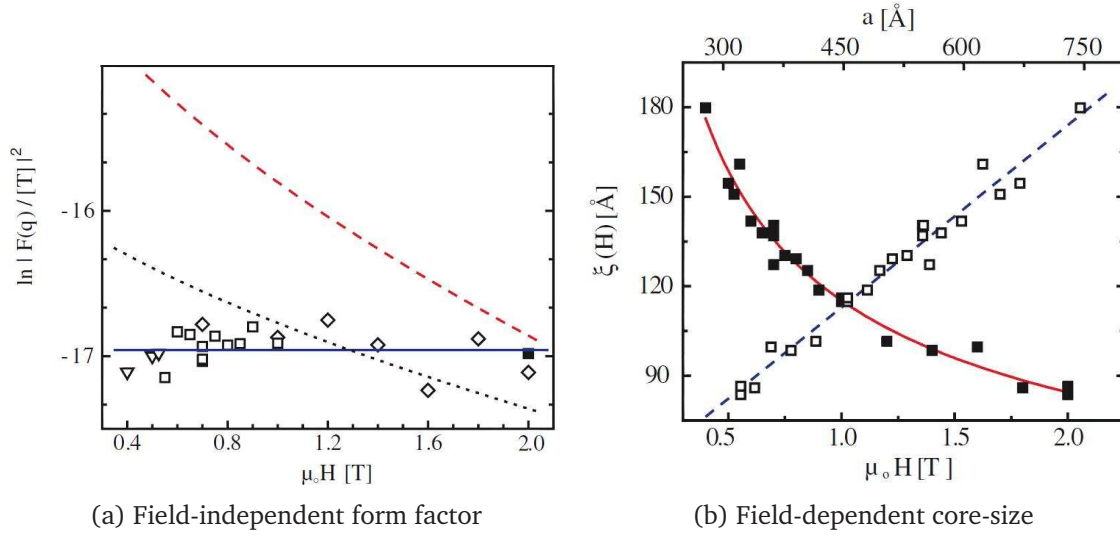 ln | F(q) / [T] |²
-16
-17
0.4 0.8 1.2 1.6 2.0
μ₀H [T]
(a) Field-independent form factor
a [Å]
300 450 600 750
ξ (H) [Å]
180
150
120
90
0.5 1.0 1.5 2.0
μ₀H [T]
(b) Field-dependent core-size